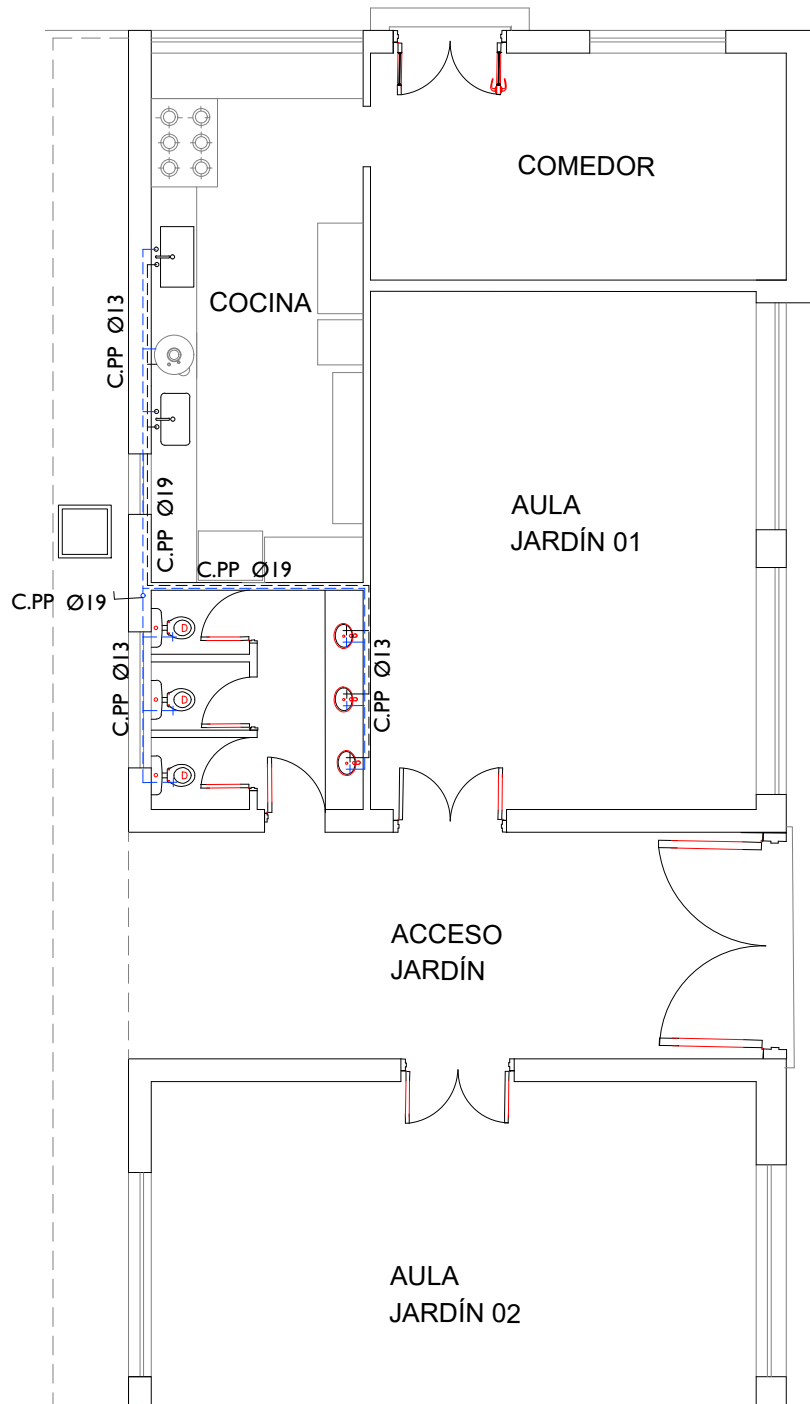 COMEDOR
COCINA
C.PP Ø13
C.PP Ø19
AULA
JARDÍN 01
C.PP Ø19
C.PP Ø19
C.PP Ø13
C.PP Ø13
D
D
D
ACCESO
JARDÍN
AULA
JARDÍN 02